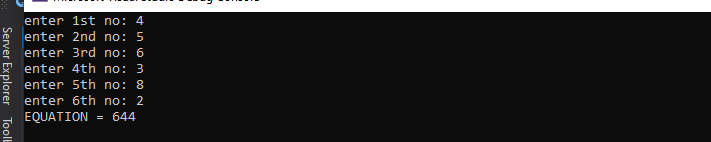 enter 1st no: 4
enter 2nd no: 5
enter 3rd no: 6
enter 4th no: 3
enter 5th no: 8
enter 6th no: 2
EQUATION = 644
Server Explorer